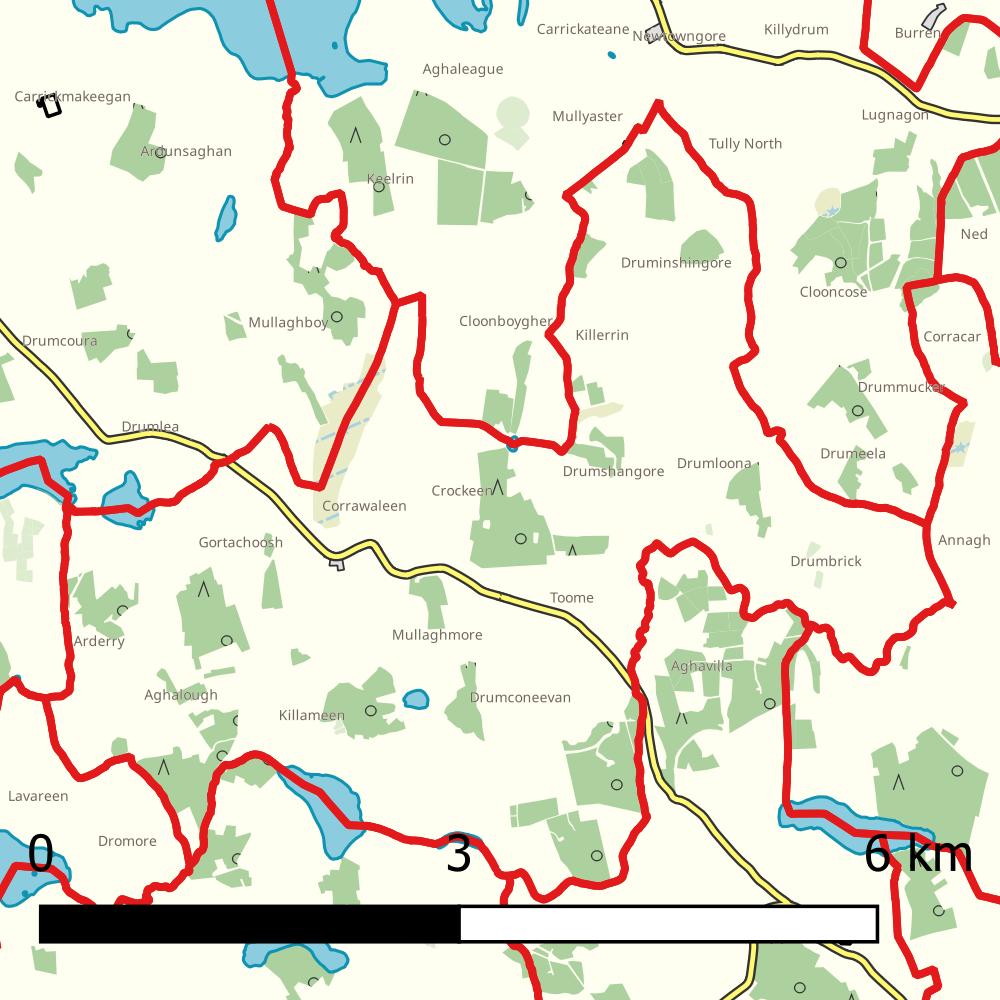 Carrickateane
Newtowngore
Killydrum
Burren
Aghaleague
Carrickmakeegan
Mullyaster
Lugnagon
Tully North
Ardunsaghan
Keelrin
Ned
Druminshingore
Clooncose
Mullaghboy
Cloonboygher
Killerrin
Corracar
Drumcoura
Drummucker
Drumlea
Drumeela
Drumshangore
Drumloona
Crockeen
Corrawaleen
Gortachoosh
Annagh
Drumbrick
Toome
Arderry
Mullaghmore
Aghavilla
Aghalough
Drumconeevan
Killameen
Lavareen
Dromore
0 3 6 km